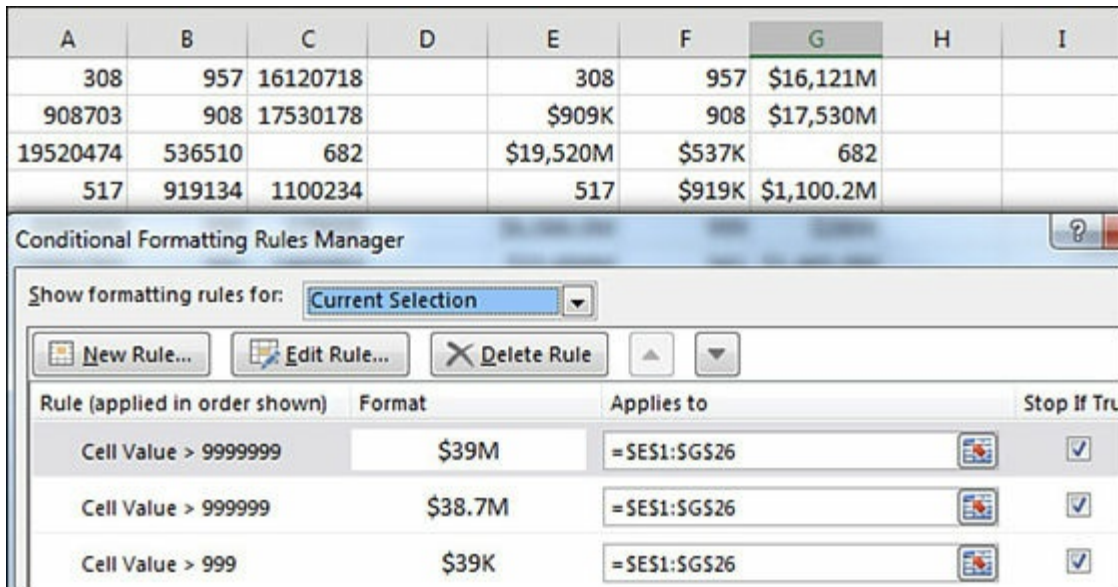 A B C D E F G H I
308 957 16120718 308 957 $16,121M
908703 908 17530178 $909K 908 $17,530M
19520474 536510 682 $19,520M $537K 682
517 919134 1100234 517 $919K $1,100.2M
Conditional Formatting Rules Manager ?
Show formatting rules for: Current Selection
New Rule... Edit Rule... Delete Rule
Rule (applied in order shown) Format Applies to Stop If Tru
Cell Value > 9999999 $39M =$E$1:$G$26
Cell Value > 999999 $38.7M =$E$1:$G$26
Cell Value > 999 $39K =$E$1:$G$26